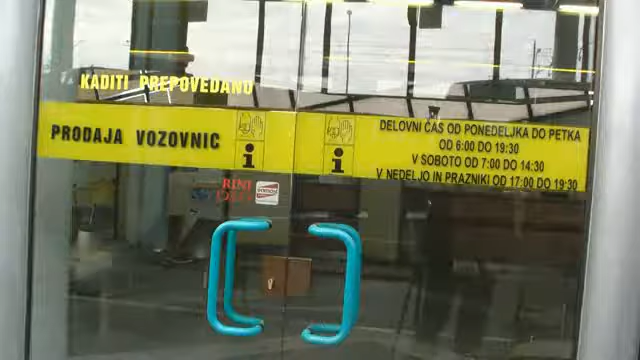 KADITI PREPOVEDANO
PRODAJA VOZOVNIC
i
i
DELOVNI ČAS OD PONEDELJKA DO PETKA
OD 6:00 DO 19:30
V SOBOTO OD 7:00 DO 14:30
V NEDELJO IN PRAZNIKI OD 17:00 DO 19:30
RINI